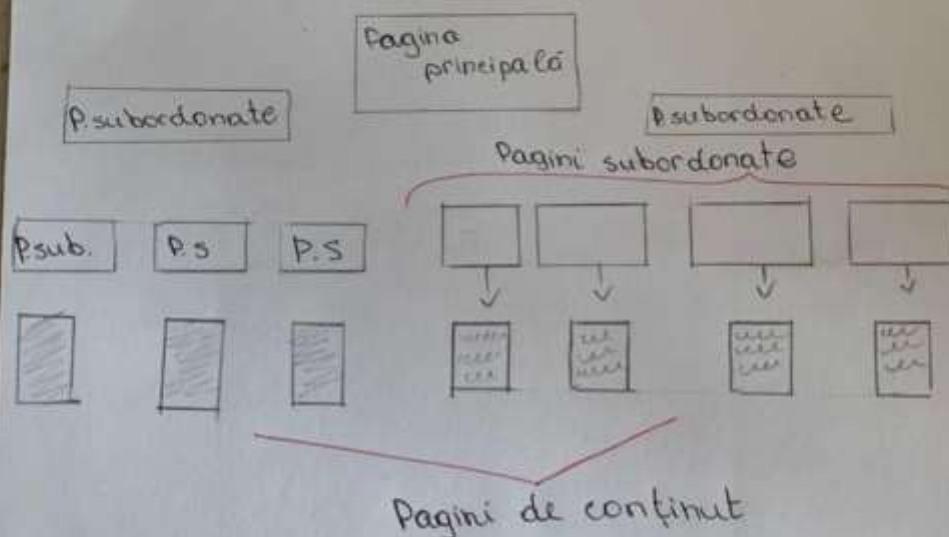 Pagina
principală
P.subordonate
P.subordonate
Pagini subordonate
P.sub.
P.S
P.S
Pagini de conținut